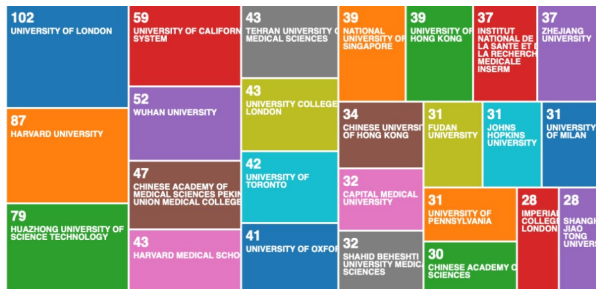 102
UNIVERSITY OF LONDON
87
HARVARD UNIVERSITY
79
HUAZHONG UNIVERSITY OF
SCIENCE TECHNOLOGY
59
UNIVERSITY OF CALIFORN
SYSTEM
52
WUHAN UNIVERSITY
47
CHINESE ACADEMY OF
MEDICAL SCIENCES PEKIN
UNION MEDICAL COLLEGE
43
HARVARD MEDICAL SCHO
43
TEHRAN UNIVERSITY O
MEDICAL SCIENCES
43
UNIVERSITY COLLEGE
LONDON
42
UNIVERSITY OF
TORONTO
41
UNIVERSITY OF OXFOR
39
NATIONAL
UNIVERSITY OF
SINGAPORE
39
UNIVERSITY OF
HONG KONG
37
INSTITUT
NATIONAL DE
LA SANTE ET D
LA RECHERCH
MEDICALE
INSERM
37
ZHEJIANG
UNIVERSITY
34
CHINESE UNIVERSI
OF HONG KONG
32
CAPITAL MEDICAL
UNIVERSITY
32
SHAHID BEHESHTI
UNIVERSITY MEDIC
SCIENCES
31
FUDAN
UNIVERSITY
31
JOHNS
HOPKINS
UNIVERSITY
31
UNIVERSITY
OF MILAN
31
UNIVERSITY OF
PENNSYLVANIA
30
CHINESE ACADEMY O
SCIENCES
28
IMPERIAL
COLLEGE
LONDON
28
SHANGH
JIAO
TONG
UNIVERS